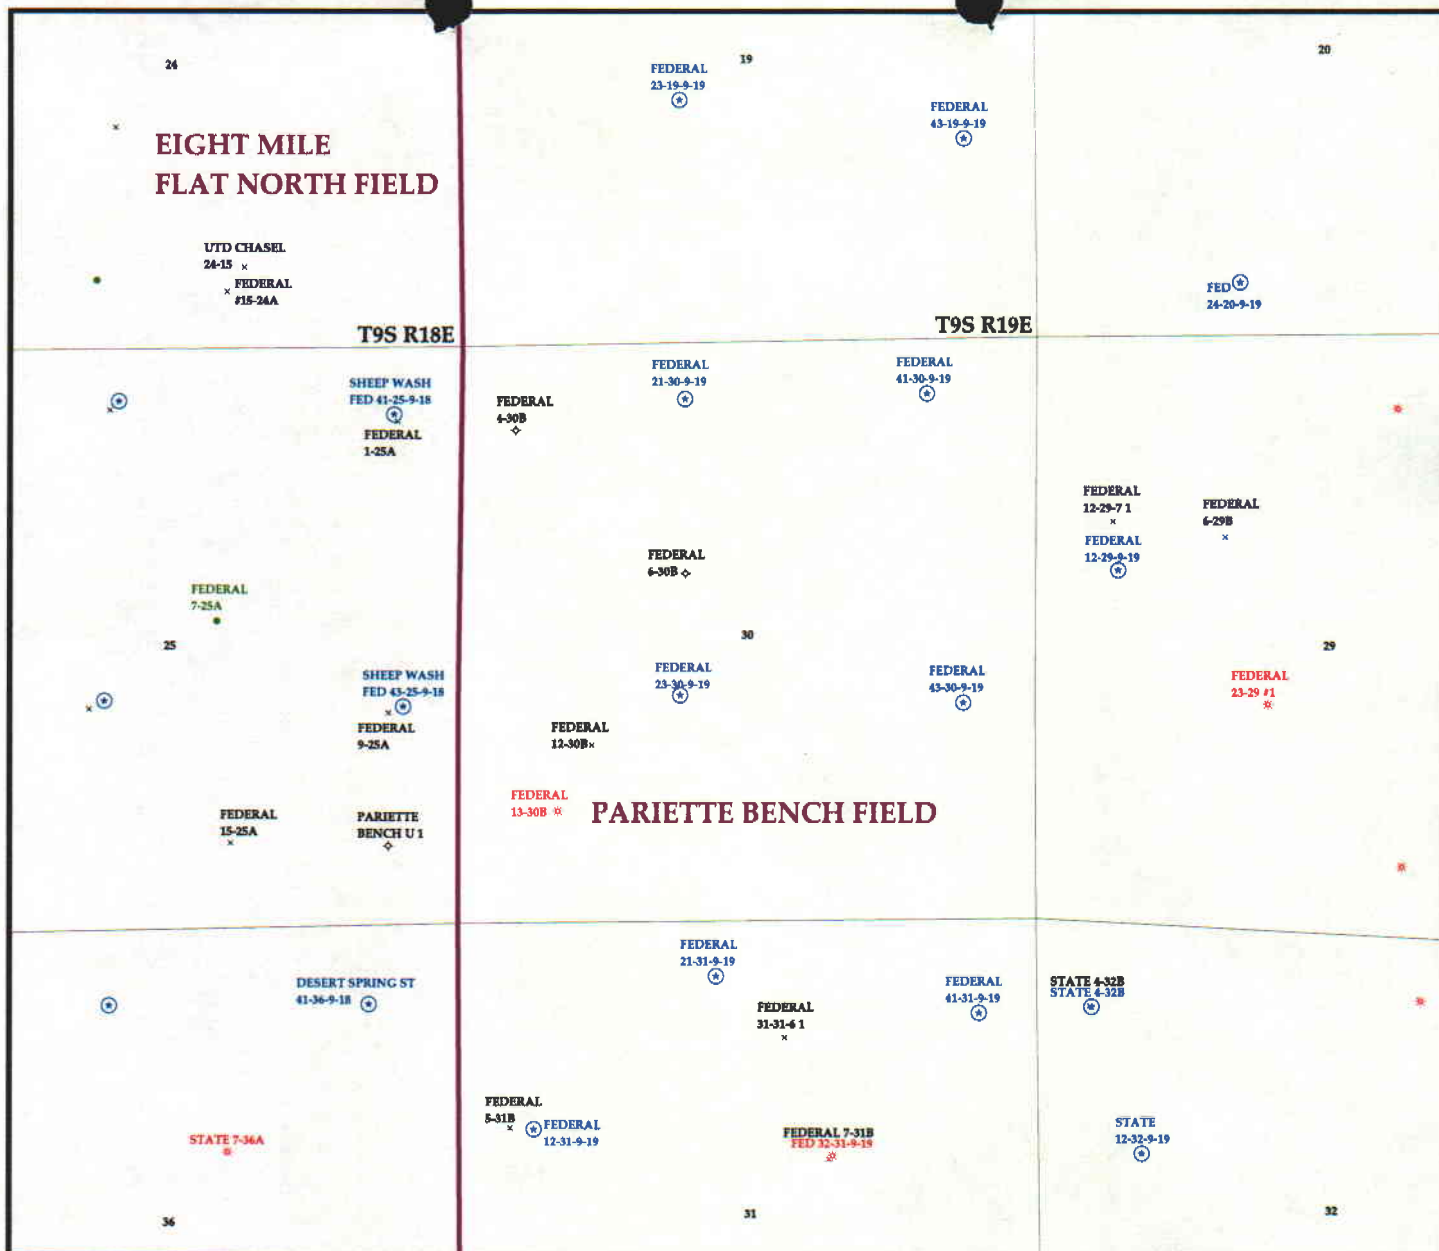 24
19
20
FEDERAL
23-19-9-19
FEDERAL
43-19-9-19
EIGHT MILE
FLAT NORTH FIELD
UTD CHASEL
24-15
FEDERAL
#15-24A
FED
24-20-9-19
T9S R18E
T9S R19E
SHEEP WASH
FED 41-25-9-18
FEDERAL
1-25A
FEDERAL
4-30B
FEDERAL
21-30-9-19
FEDERAL
41-30-9-19
FEDERAL
12-29-7 1
FEDERAL
12-29-9-19
FEDERAL
6-29B
FEDERAL
6-30B
FEDERAL
7-25A
25
30
29
SHEEP WASH
FED 43-25-9-18
FEDERAL
9-25A
FEDERAL
23-30-9-19
FEDERAL
43-30-9-19
FEDERAL
23-29 #1
FEDERAL
12-30B
FEDERAL
13-30B
PARIETTE BENCH FIELD
FEDERAL
15-25A
PARIETTE
BENCH U 1
FEDERAL
21-31-9-19
DESERT SPRING ST
41-36-9-18
FEDERAL
41-31-9-19
STATE 4-32B
STATE 4-32B
FEDERAL
31-31-6 1
FEDERAL
5-31B
FEDERAL
12-31-9-19
FEDERAL 7-31B
FED 32-31-9-19
STATE
12-32-9-19
STATE 7-36A
36
31
32